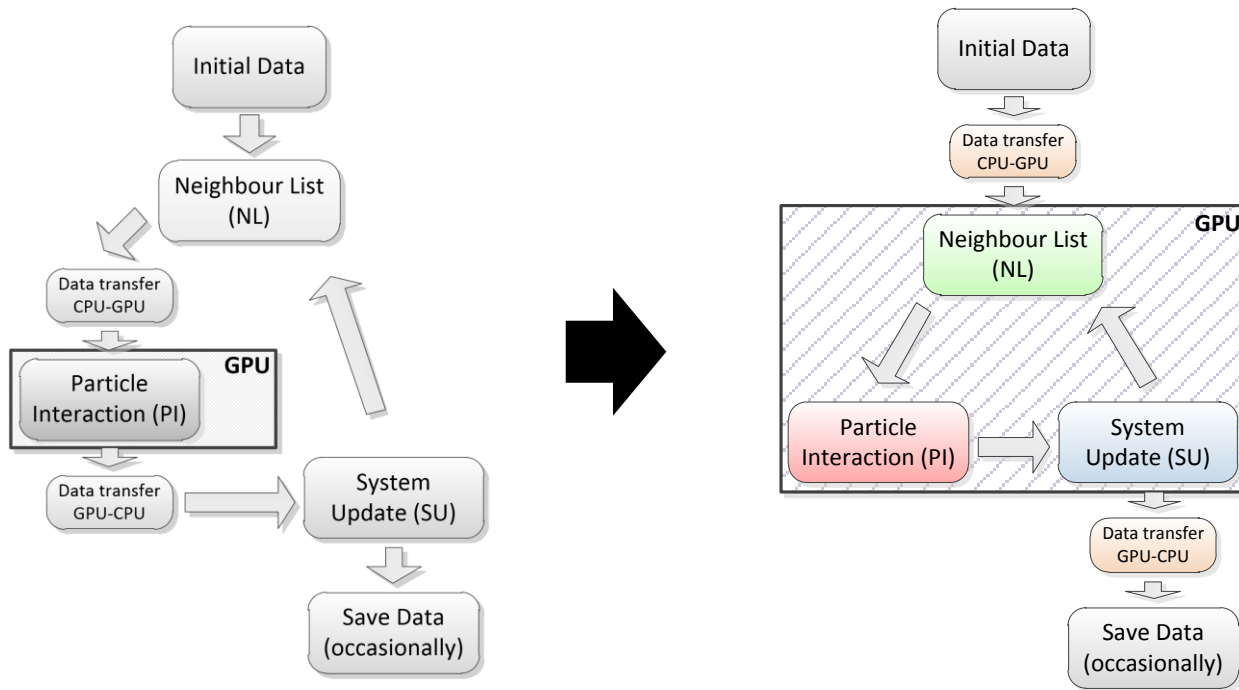 Initial Data
Neighbour List
(NL)
Data transfer
CPU-GPU
GPU
Particle
Interaction (PI)
Data transfer
GPU-CPU
System
Update (SU)
Save Data
(occasionally)
Initial Data
Data transfer
CPU-GPU
GPU
Neighbour List
(NL)
Particle
Interaction (PI)
System
Update (SU)
Data transfer
GPU-CPU
Save Data
(occasionally)